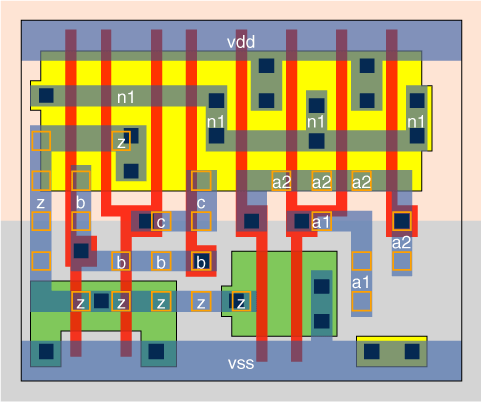 vdd
n1
n1 n1 n1
z
a2 a2 a2
z b c
c a1
a2
b b b
a1
z z z z z
vss